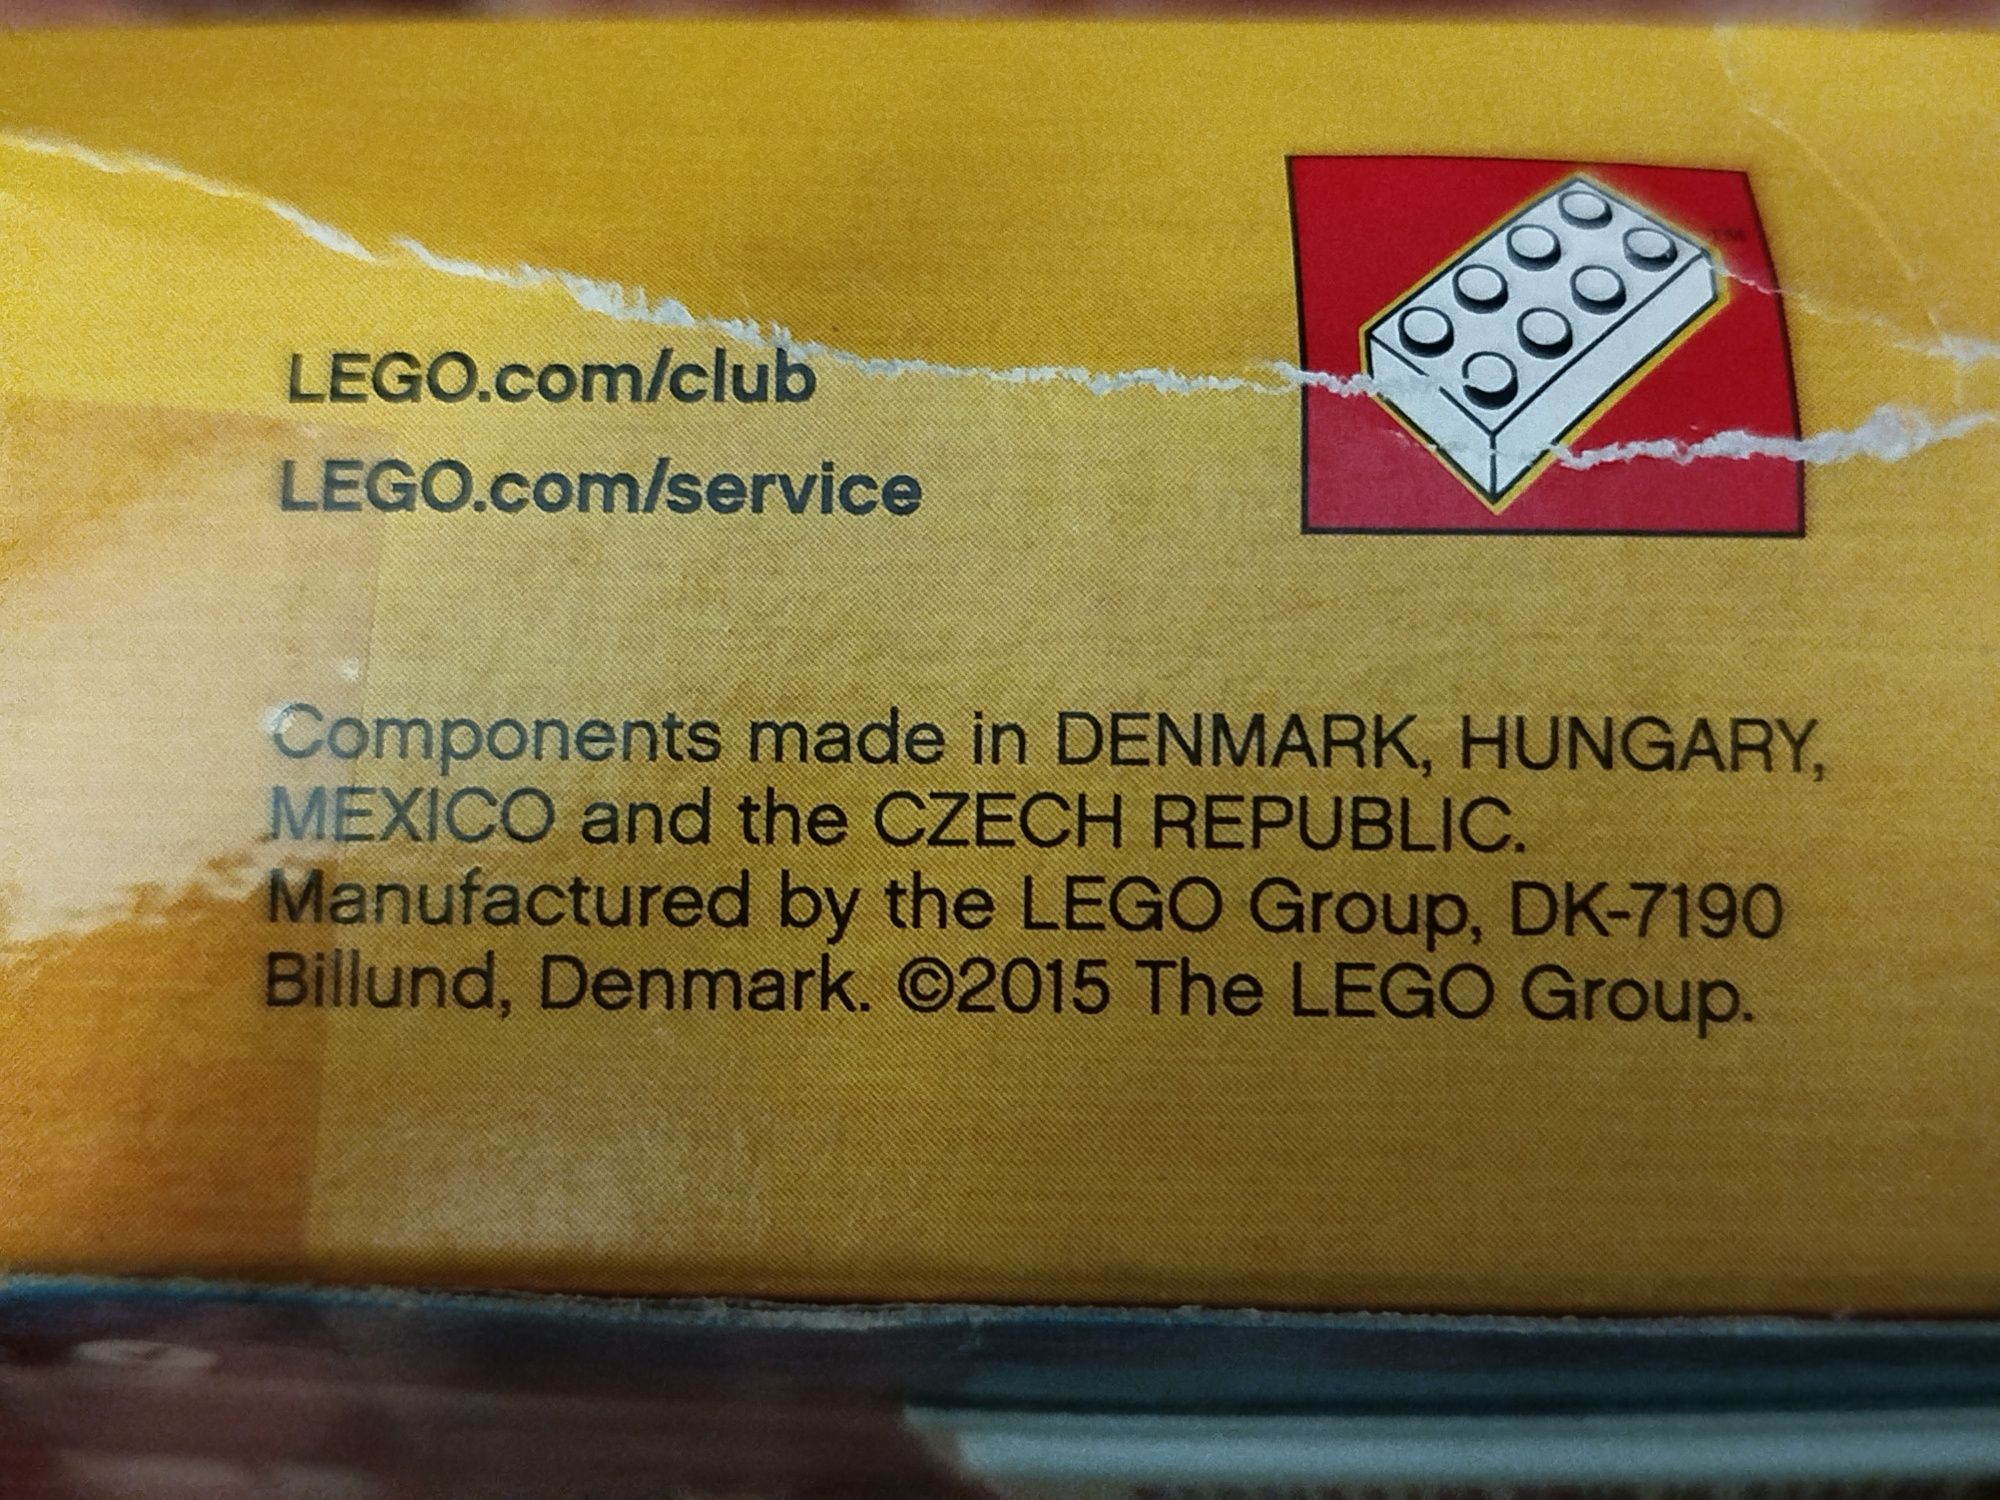 LEGO.com/club
LEGO.com/service
TM
Components made in DENMARK, HUNGARY,
MEXICO and the CZECH REPUBLIC.
Manufactured by the LEGO Group, DK-7190
Billund, Denmark. ©2015 The LEGO Group.